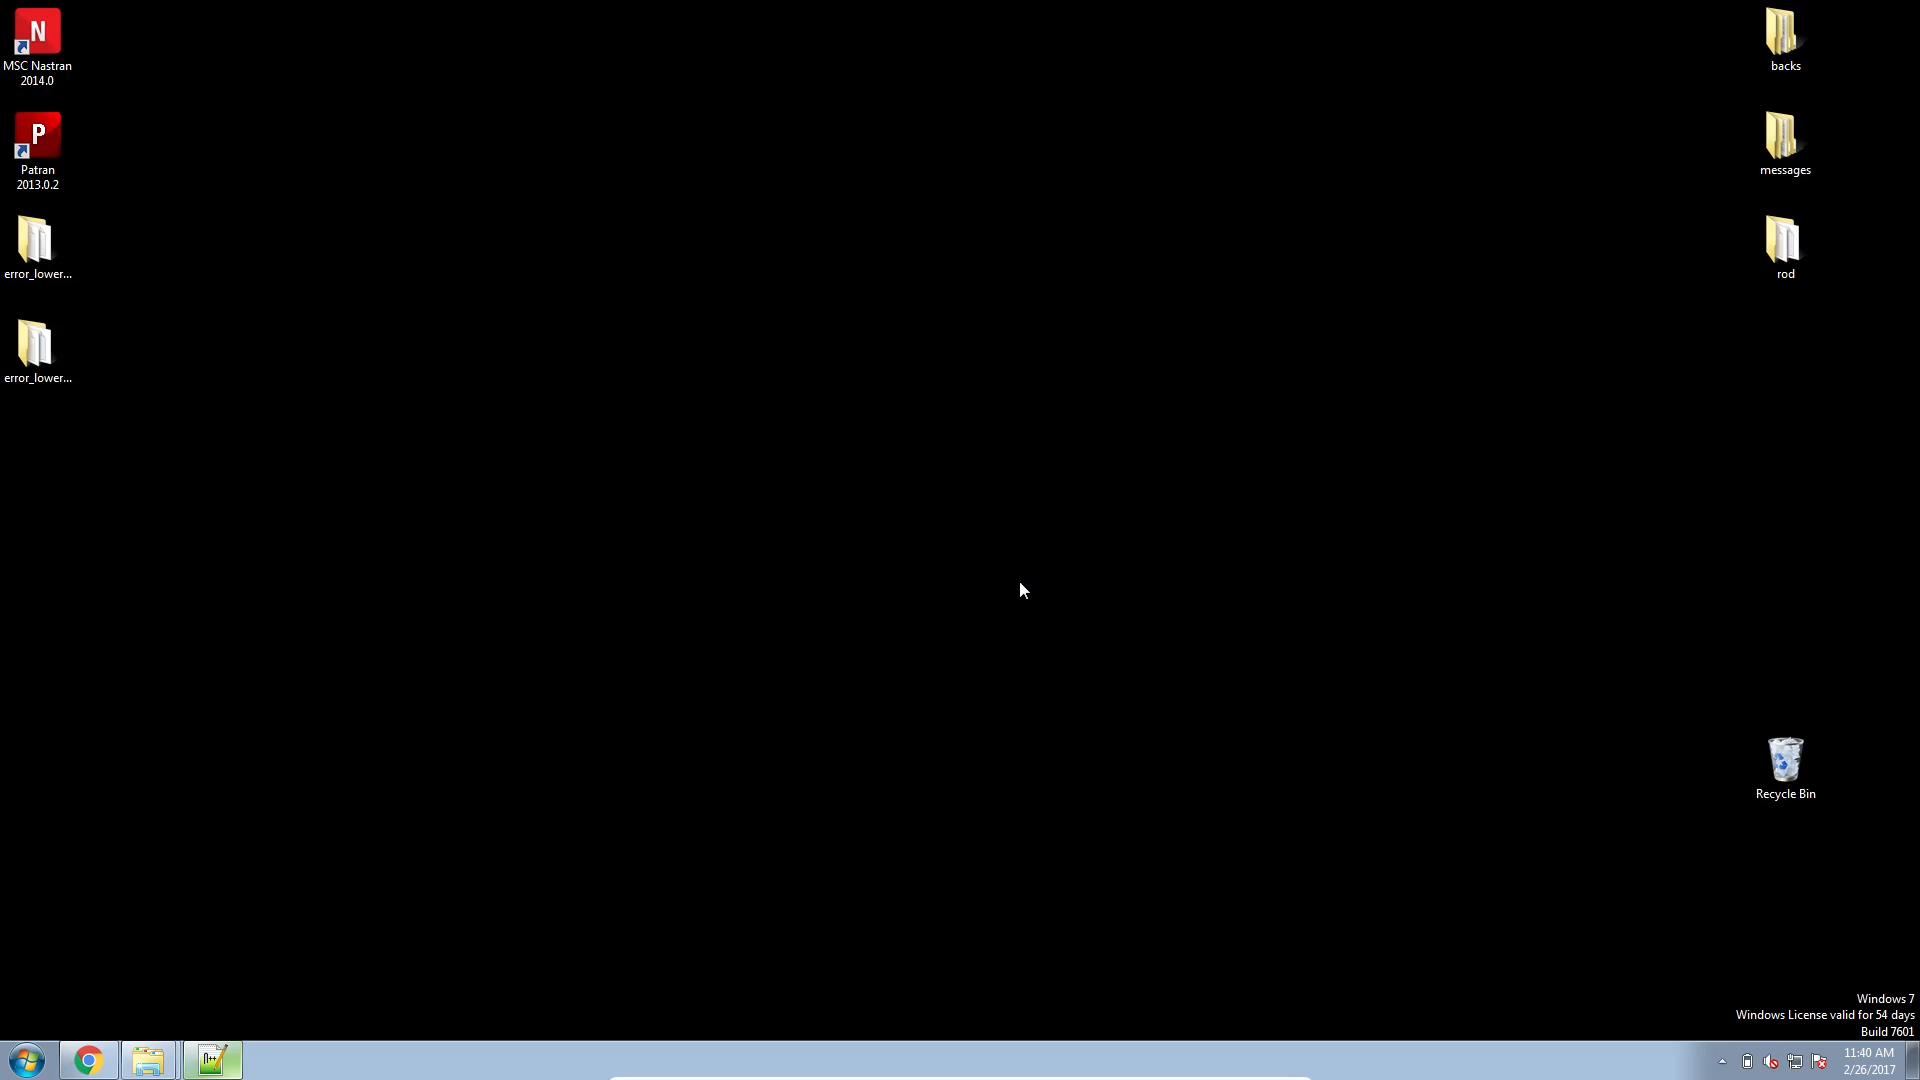 N
MSC Nastran
2014.0
P
Patran
2013.0.2
error_lower...
error_lower...
backs
messages
rod
Recycle Bin
Windows 7
Windows License valid for 54 days
Build 7601
11:40 AM
2/26/2017